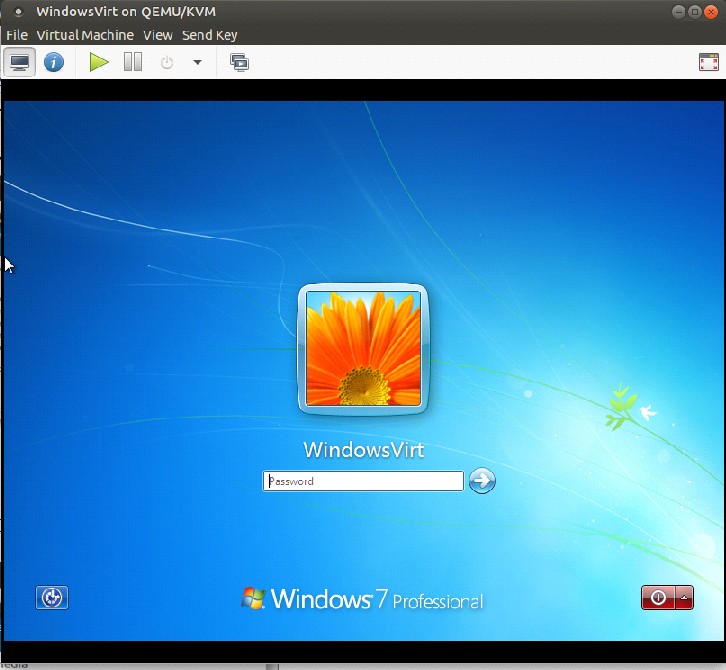 WindowsVirt on QEMU/KVM
File Virtual Machine View Send Key
WindowsVirt
Password
Windows 7 Professional